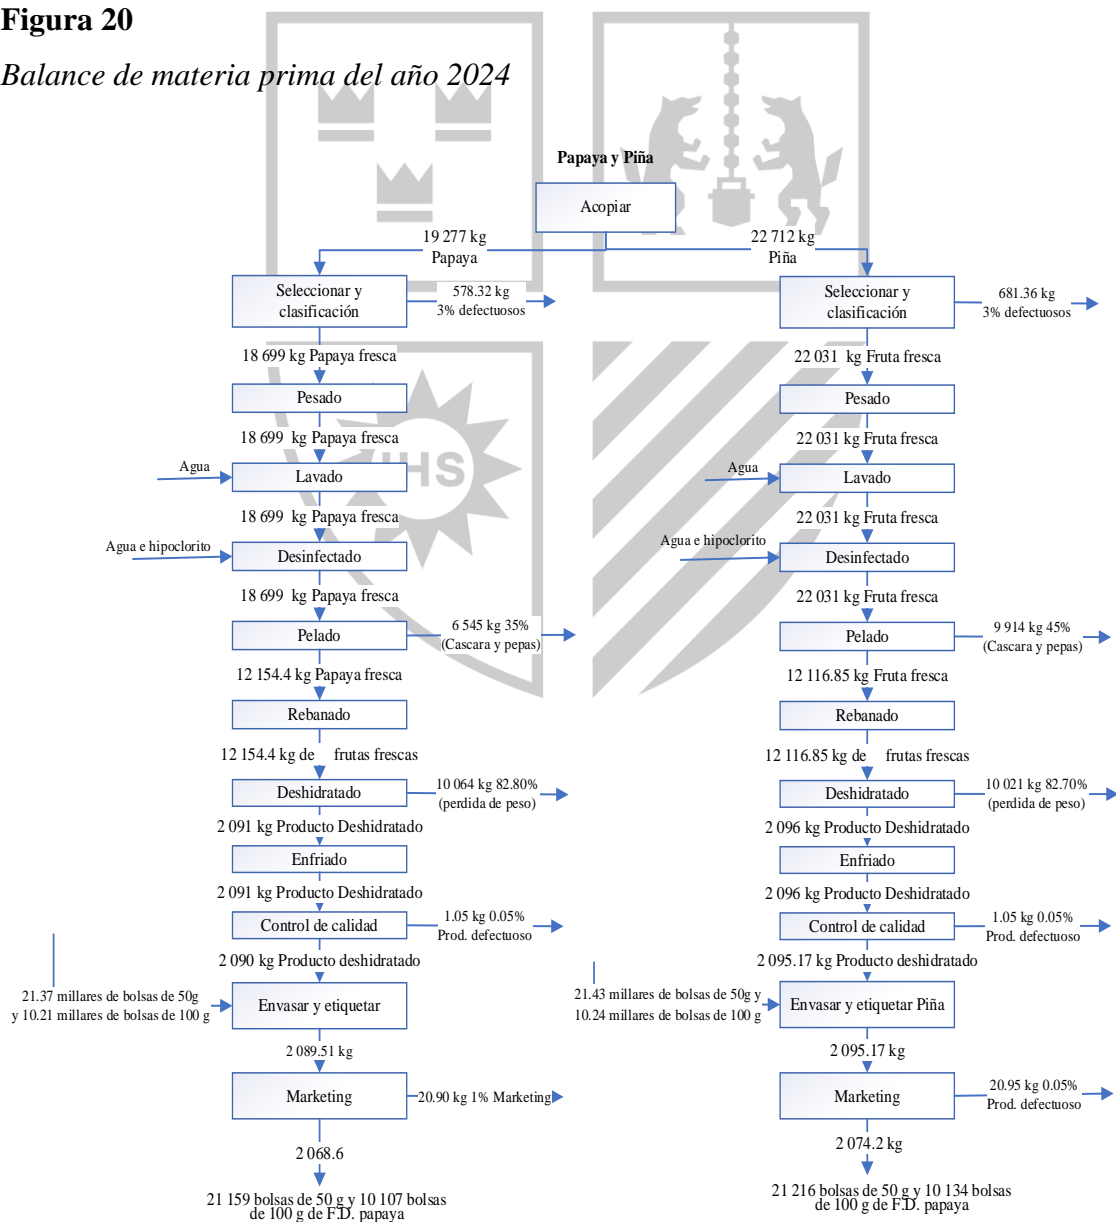 Figura 20
Balance de materia prima del año 2024
Papaya y Piña
Acopiar
19 277 kg
Papaya
22 712 kg
Piña
Seleccionar y
clasificación
578.32 kg
3% defectuosos
Seleccionar y
clasificación
681.36 kg
3% defectuosos
18 699 kg Papaya fresca
22 031 kg Fruta fresca
Pesado
Pesado
18 699 kg Papaya fresca
22 031 kg Fruta fresca
Agua
Lavado
Agua
Lavado
18 699 kg Papaya fresca
22 031 kg Fruta fresca
Agua e hipoclorito
Desinfectado
Agua e hipoclorito
Desinfectado
18 699 kg Papaya fresca
22 031 kg Fruta fresca
Pelado
6 545 kg 35%
(Cascara y pepas)
Pelado
9 914 kg 45%
(Cascara y pepas)
12 154.4 kg Papaya fresca
12 116.85 kg Fruta fresca
Rebanado
Rebanado
12 154.4 kg de frutas frescas
12 116.85 kg de frutas frescas
Deshidratado
10 064 kg 82.80%
(perdida de peso)
Deshidratado
10 021 kg 82.70%
(perdida de peso)
2 091 kg Producto Deshidratado
2 096 kg Producto Deshidratado
Enfriado
Enfriado
2 091 kg Producto Deshidratado
2 096 kg Producto Deshidratado
Control de calidad
1.05 kg 0.05%
Prod. defectuoso
Control de calidad
1.05 kg 0.05%
Prod. defectuoso
2 090 kg Producto deshidratado
2 095.17 kg Producto deshidratado
21.37 millares de bolsas de 50g
y 10.21 millares de bolsas de 100 g
Envasar y etiquetar
21.43 millares de bolsas de 50g y
10.24 millares de bolsas de 100 g
Envasar y etiquetar Piña
2 089.51 kg
2 095.17 kg
Marketing
20.90 kg 1% Marketing
Marketing
20.95 kg 0.05%
Prod. defectuoso
2 068.6
2 074.2 kg
21 159 bolsas de 50 g y 10 107 bolsas
de 100 g de F.D. papaya
21 216 bolsas de 50 g y 10 134 bolsas
de 100 g de F.D. papaya
IHS